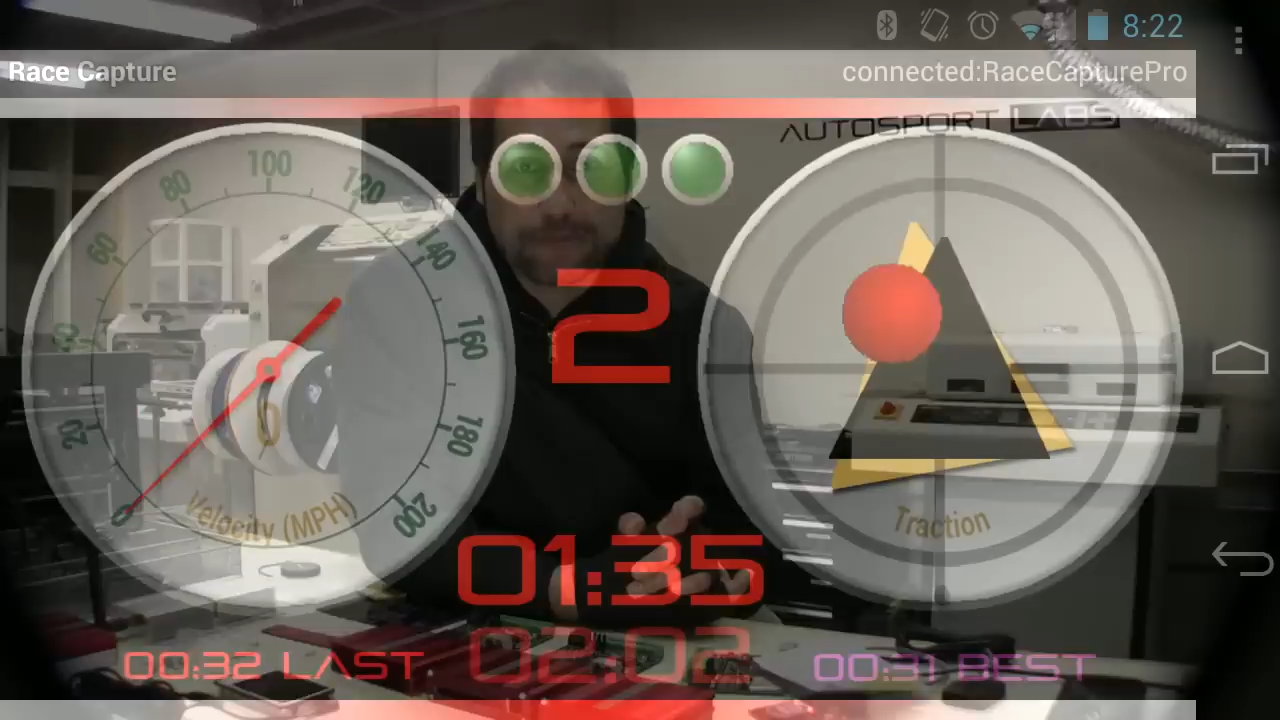 8:22
Race Capture
connected:RaceCapturePro
AUTOSPORT LABS
0
20
40
60
80
100
120
140
160
180
200
0
Velocity (MPH)
2
Traction
01:35
02:02
00:32 LAST
00:31 BEST